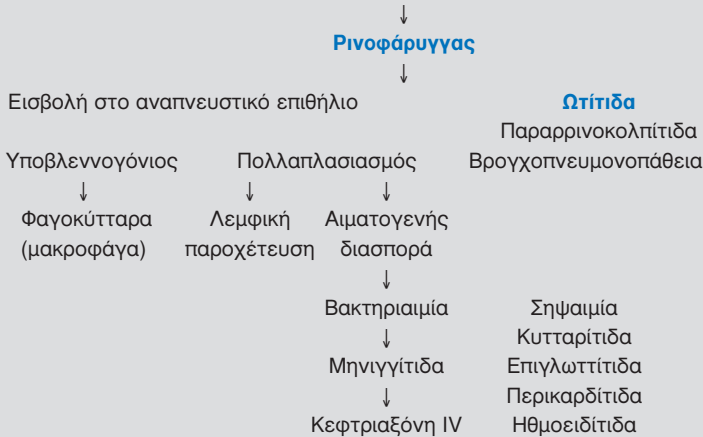 ↓
Ρινοφάρυγγας
↓
Εισβολή στο αναπνευστικό επιθήλιο Ωτίτιδα
Παραρρινοκολπίτιδα
Υποβλεννογόνιος Πολλαπλασιασμός Βρογχοπνευμονοπάθεια
↓ ↓ ↓
Φαγοκύτταρα Λεμφική Αιματογενής
(μακροφάγα) παροχέτευση διασπορά
↓
Βακτηριαιμία Σηψαιμία
↓ Κυτταρίτιδα
Μηνιγγίτιδα Επιγλωττίτιδα
↓ Περικαρδίτιδα
Κεφτριαξόνη IV Ηθμοειδίτιδα